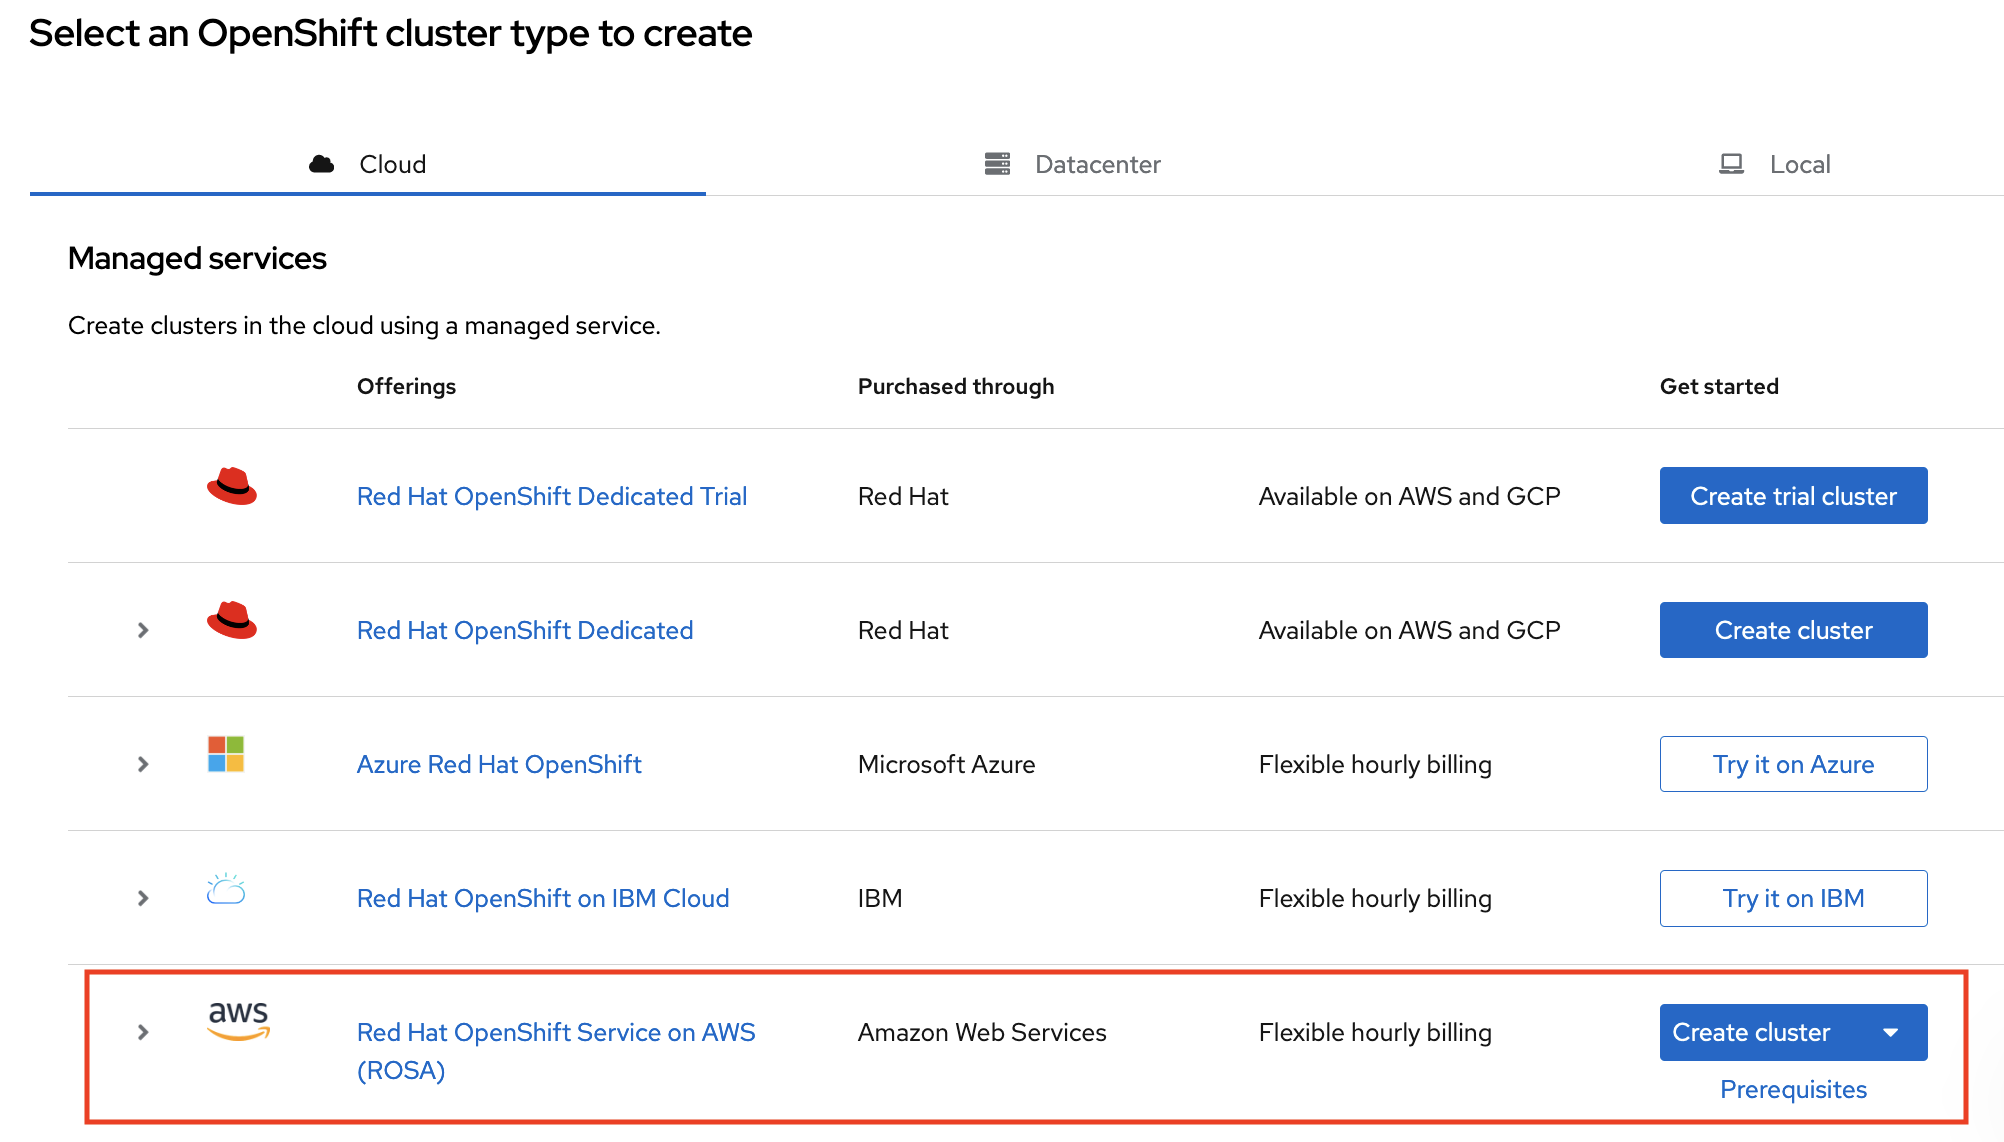 Select an OpenShift cluster type to create
Cloud
Datacenter
Local
Managed services
Create clusters in the cloud using a managed service.
Offerings Purchased through Get started
Red Hat OpenShift Dedicated Trial Red Hat Available on AWS and GCP Create trial cluster
Red Hat OpenShift Dedicated Red Hat Available on AWS and GCP Create cluster
Azure Red Hat OpenShift Microsoft Azure Flexible hourly billing Try it on Azure
Red Hat OpenShift on IBM Cloud IBM Flexible hourly billing Try it on IBM
aws
Red Hat OpenShift Service on AWS Amazon Web Services Flexible hourly billing Create cluster
(ROSA)
Prerequisites